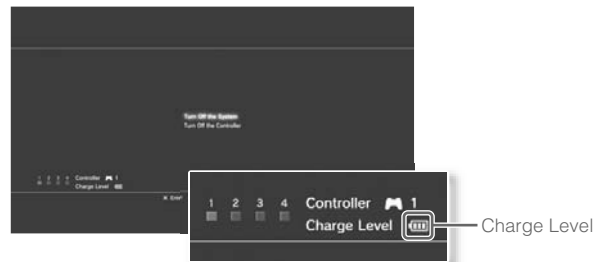 Turn Off the System
Turn Off the Controller
1 2 3 4 Controller 1
Charge Level
Enter
1 2 3 4 Controller 1
Charge Level
Charge Level